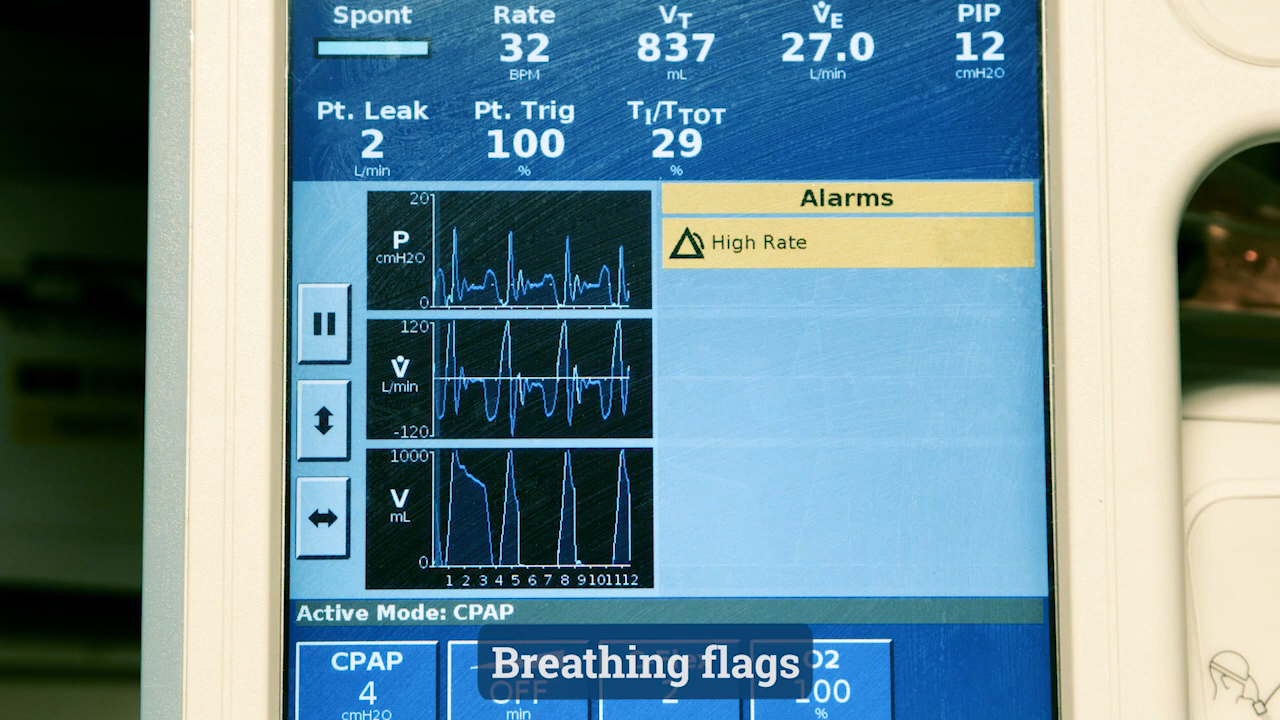 Spont Rate VT V̇E PIP
32 837 27.0 12
BPM mL L/min cmH2O
Pt. Leak Pt. Trig TI/TTOT
2 100 29
L/min % %
Alarms
High Rate
20
P
cmH2O
0
120
V̇
L/min
-120
1000
V
mL
0
1 2 3 4 5 6 7 8 9 10 11 12
Active Mode: CPAP
CPAP O2
4 OFF 2 100
cmH2O min %
Breathing flags